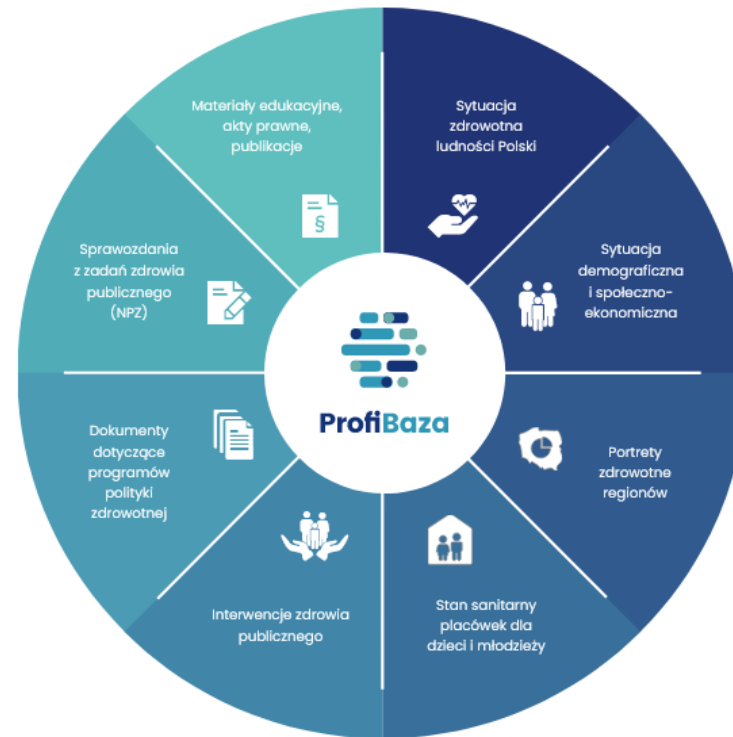 Materiały edukacyjne,
akty prawne,
publikacje
§
Sytuacja
zdrowotna
ludności Polski
Sytuacja
demograficzna
i społeczno-
ekonomiczna
Portrety
zdrowotne
regionów
Stan sanitarny
placówek dla
dzieci i młodzieży
Interwencje zdrowia
publicznego
Dokumenty
dotyczące
programów
polityki
zdrowotnej
Sprawozdania
z zadań zdrowia
publicznego
(NPZ)
ProfiBaza